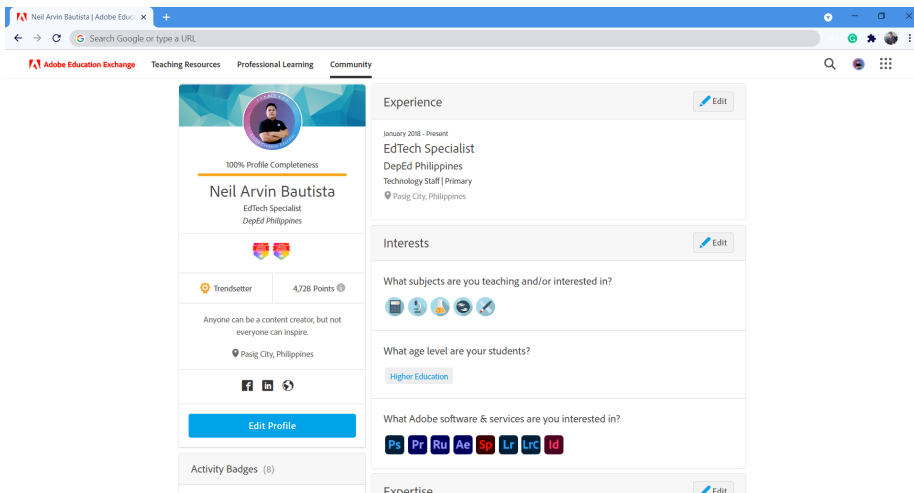 Neil Arvin Bautista | Adobe Educ
Search Google or type a URL
Adobe Education Exchange Teaching Resources Professional Learning Community
100% Profile Completeness
Neil Arvin Bautista
EdTech Specialist
DepEd Philippines
Trendsetter 4,728 Points
Anyone can be a content creator, but not
everyone can inspire.
Pasig City, Philippines
Edit Profile
Activity Badges (8)
Experience Edit
January 2018 - Present
EdTech Specialist
DepEd Philippines
Technology Staff | Primary
Pasig City, Philippines
Interests Edit
What subjects are you teaching and/or interested in?
What age level are your students?
Higher Education
What Adobe software & services are you interested in?
Ps Pr Ru Ae Sp Lr LrC Id
Expertise Edit